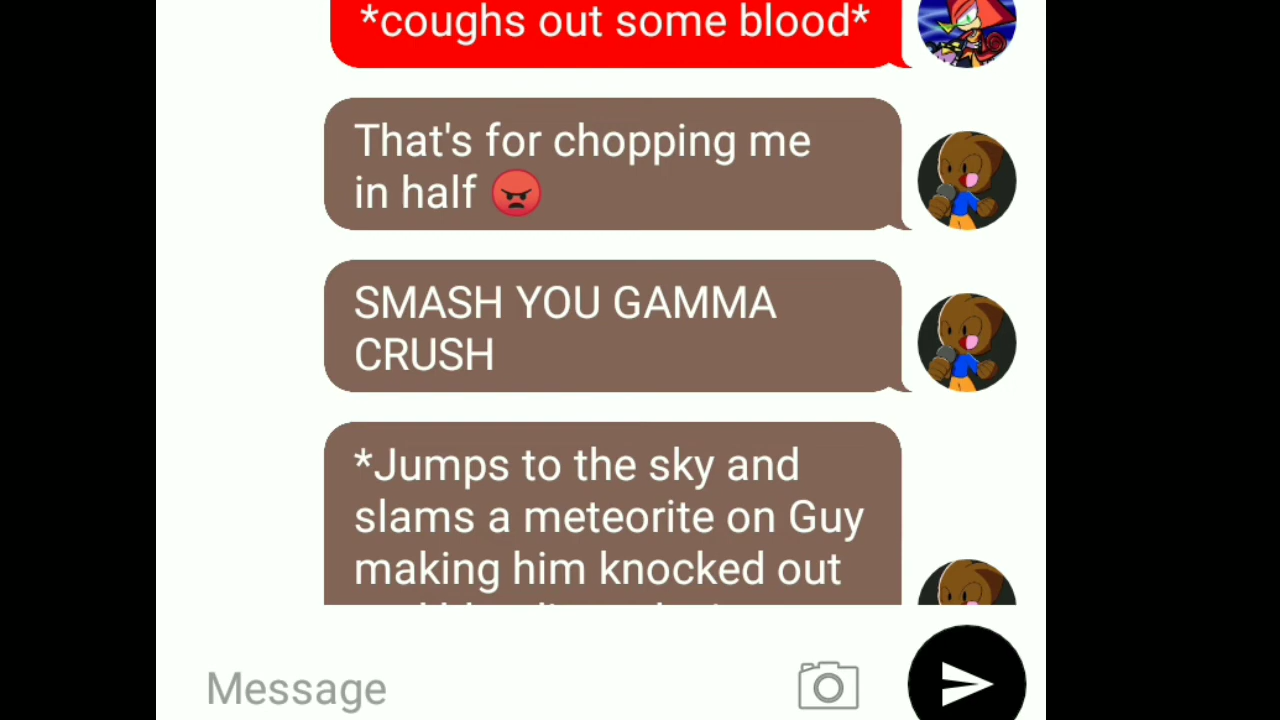 *coughs out some blood*
That's for chopping me
in half 😡
SMASH YOU GAMMA
CRUSH
*Jumps to the sky and
slams a meteorite on Guy
making him knocked out
Message